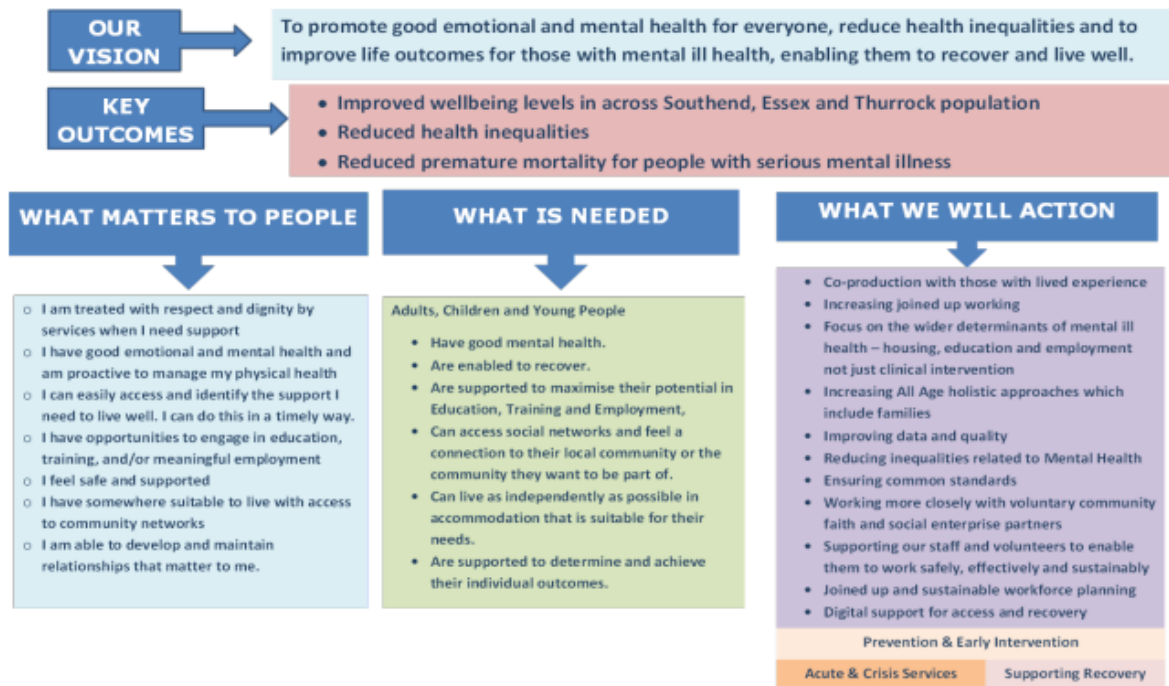 OUR
VISION
To promote good emotional and mental health for everyone, reduce health inequalities and to
improve life outcomes for those with mental ill health, enabling them to recover and live well.
KEY
OUTCOMES
• Improved wellbeing levels in across Southend, Essex and Thurrock population
• Reduced health inequalities
• Reduced premature mortality for people with serious mental illness
WHAT MATTERS TO PEOPLE
o I am treated with respect and dignity by
services when I need support
o I have good emotional and mental health and
am proactive to manage my physical health
o I can easily access and identify the support I
need to live well. I can do this in a timely way.
o I have opportunities to engage in education,
training, and/or meaningful employment
o I feel safe and supported
o I have somewhere suitable to live with access
to community networks
o I am able to develop and maintain
relationships that matter to me.
WHAT IS NEEDED
Adults, Children and Young People
• Have good mental health.
• Are enabled to recover.
• Are supported to maximise their potential in
Education, Training and Employment,
• Can access social networks and feel a
connection to their local community or the
community they want to be part of.
• Can live as independently as possible in
accommodation that is suitable for their
needs.
• Are supported to determine and achieve
their individual outcomes.
WHAT WE WILL ACTION
• Co-production with those with lived experience
• Increasing joined up working
• Focus on the wider determinants of mental ill
health – housing, education and employment
not just clinical intervention
• Increasing All Age holistic approaches which
include families
• Improving data and quality
• Reducing inequalities related to Mental Health
• Ensuring common standards
• Working more closely with voluntary community
faith and social enterprise partners
• Supporting our staff and volunteers to enable
them to work safely, effectively and sustainably
• Joined up and sustainable workforce planning
• Digital support for access and recovery
Prevention & Early Intervention
Acute & Crisis Services
Supporting Recovery